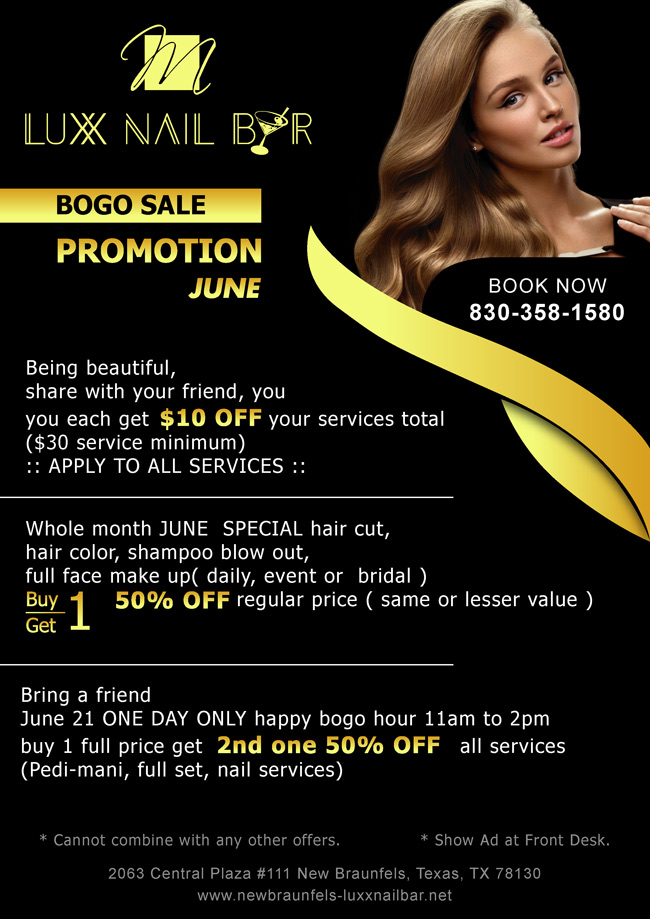 M
LUXX NAIL BAR
BOGO SALE
PROMOTION
JUNE
BOOK NOW
830-358-1580
Being beautiful,
share with your friend, you
you each get $10 OFF your services total
($30 service minimum)
:: APPLY TO ALL SERVICES ::
Whole month JUNE SPECIAL hair cut,
hair color, shampoo blow out,
full face make up( daily, event or bridal )
Buy
Get 1 50% OFF regular price ( same or lesser value )
Bring a friend
June 21 ONE DAY ONLY happy bogo hour 11am to 2pm
buy 1 full price get 2nd one 50% OFF all services
(Pedi-mani, full set, nail services)
* Cannot combine with any other offers. * Show Ad at Front Desk.
2063 Central Plaza #111 New Braunfels, Texas, TX 78130
www.newbraunfels-luxxnailbar.net